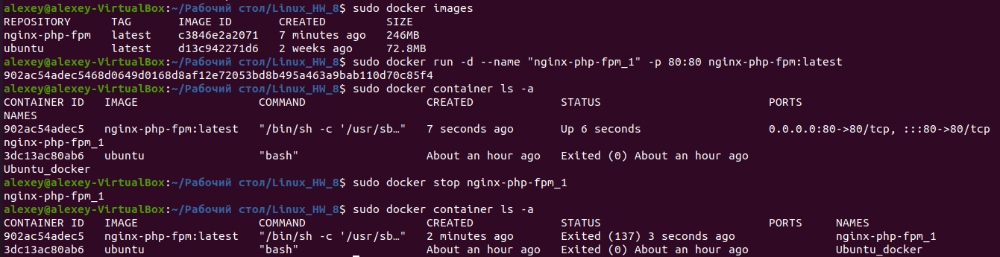 alexey@alexey-VirtualBox:~/Рабочий стол/Linux_HW_8$ sudo docker images
REPOSITORY TAG IMAGE ID CREATED SIZE
nginx-php-fpm latest c3846e2a2071 7 minutes ago 246MB
ubuntu latest d13c942271d6 2 weeks ago 72.8MB
alexey@alexey-VirtualBox:~/Рабочий стол/Linux_HW_8$ sudo docker run -d --name "nginx-php-fpm_1" -p 80:80 nginx-php-fpm:latest
902ac54adec5468d0649d0168d8af12e72053bd8b495a463a9bab110d70c85f4
alexey@alexey-VirtualBox:~/Рабочий стол/Linux_HW_8$ sudo docker container ls -a
CONTAINER ID IMAGE COMMAND CREATED STATUS PORTS
NAMES
902ac54adec5 nginx-php-fpm:latest "/bin/sh -c '/usr/sb…" 7 seconds ago Up 6 seconds 0.0.0.0:80->80/tcp, :::80->80/tcp
nginx-php-fpm_1
3dc13ac80ab6 ubuntu "bash" About an hour ago Exited (0) About an hour ago
Ubuntu_docker
alexey@alexey-VirtualBox:~/Рабочий стол/Linux_HW_8$ sudo docker stop nginx-php-fpm_1
nginx-php-fpm_1
alexey@alexey-VirtualBox:~/Рабочий стол/Linux_HW_8$ sudo docker container ls -a
CONTAINER ID IMAGE COMMAND CREATED STATUS PORTS NAMES
902ac54adec5 nginx-php-fpm:latest "/bin/sh -c '/usr/sb…" 2 minutes ago Exited (137) 3 seconds ago nginx-php-fpm_1
3dc13ac80ab6 ubuntu "bash" About an hour ago Exited (0) About an hour ago Ubuntu_docker